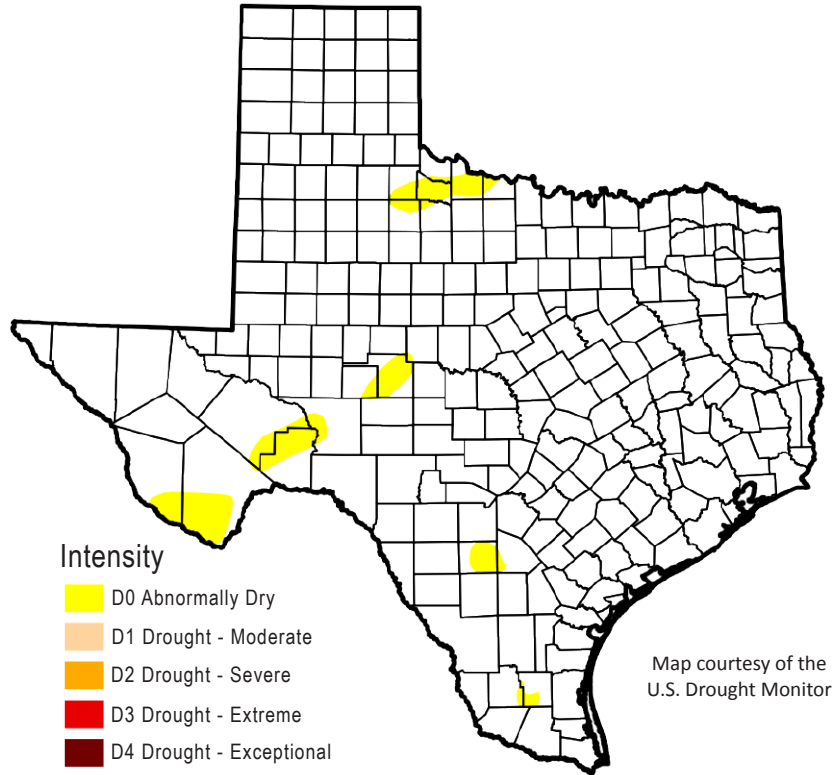 Intensity
D0 Abnormally Dry
D1 Drought - Moderate
D2 Drought - Severe
D3 Drought - Extreme
D4 Drought - Exceptional
Map courtesy of the
U.S. Drought Monitor